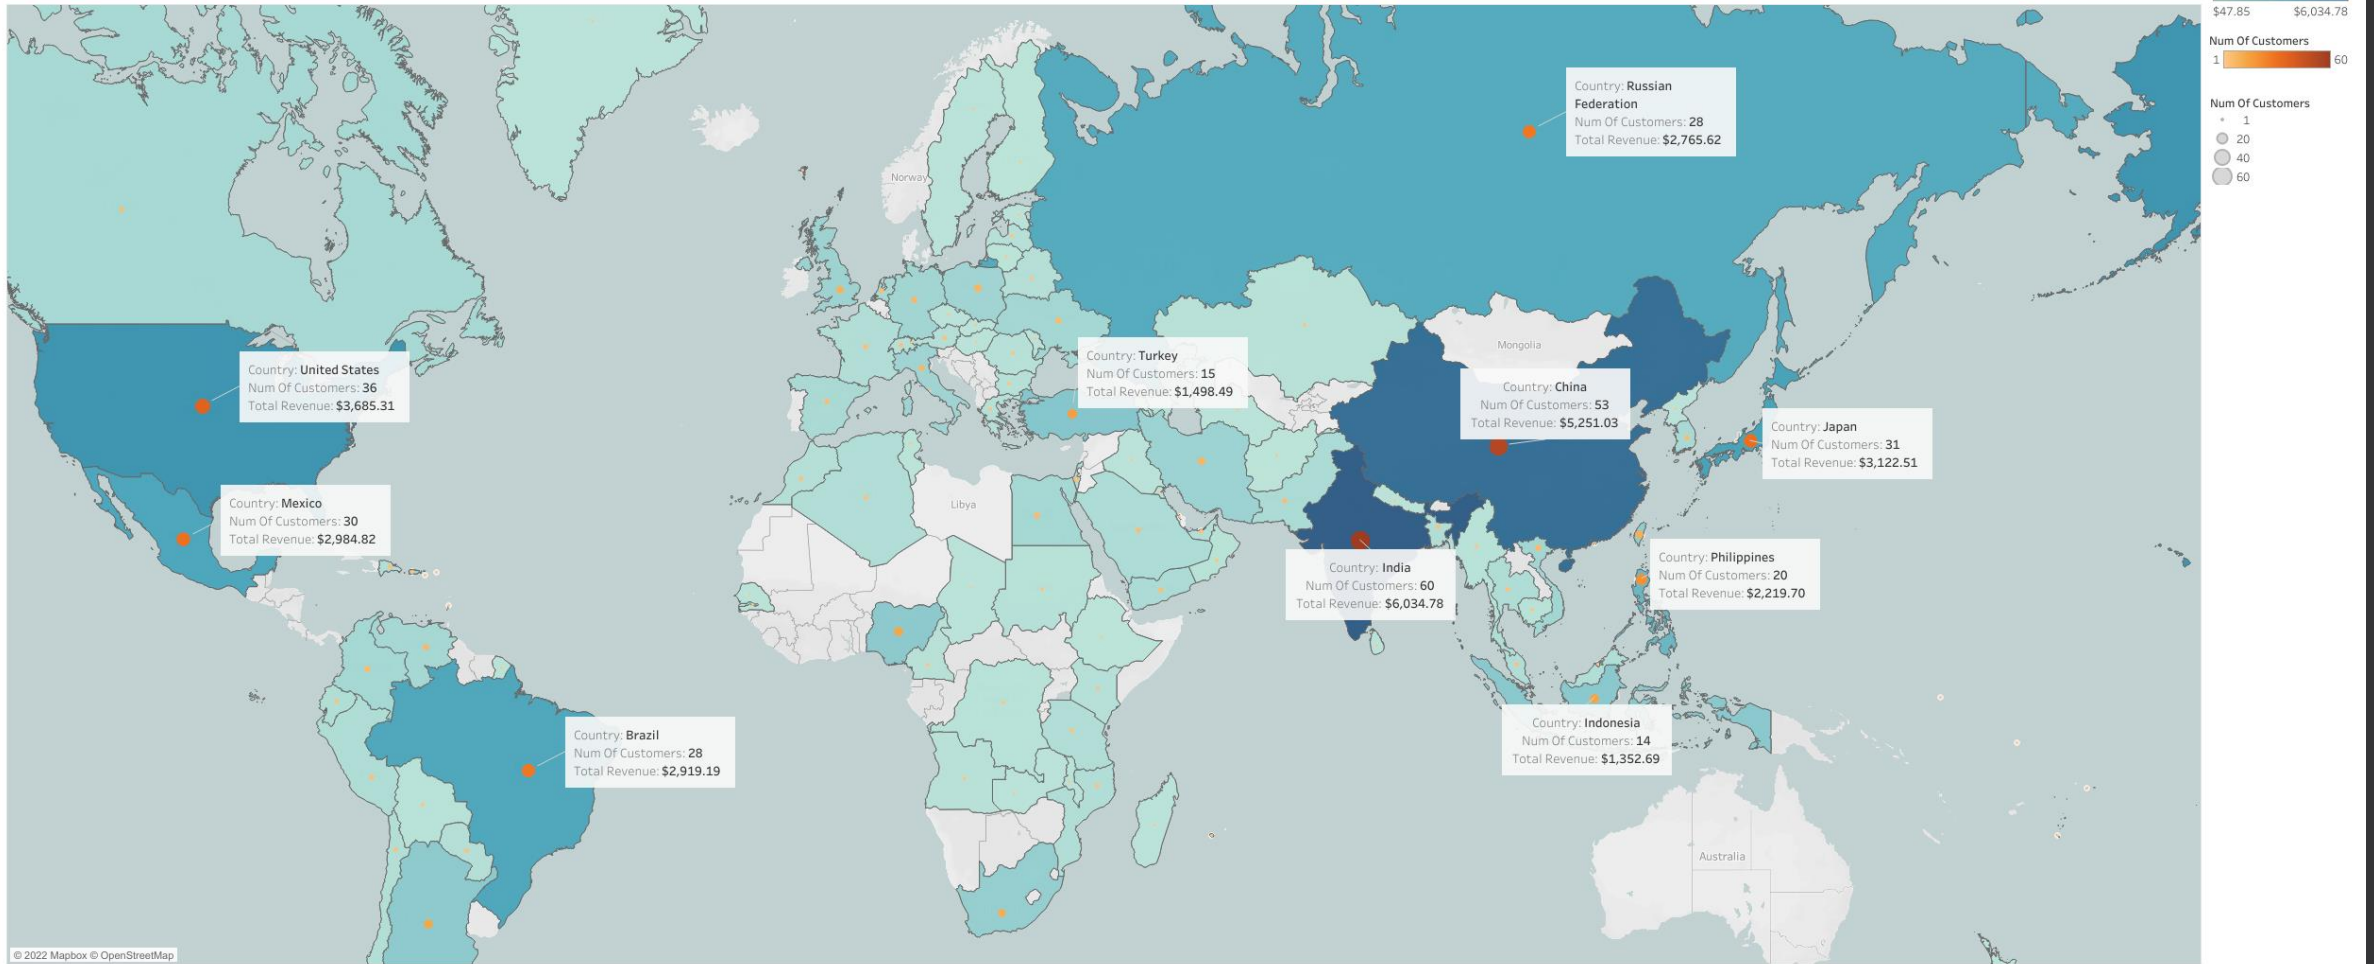 $47.85 $6,034.78
Num Of Customers
1 60
Num Of Customers
1
20
40
60
Country: Russian
Federation
Num Of Customers: 28
Total Revenue: $2,765.62
Norway
Country: United States
Num Of Customers: 36
Total Revenue: $3,685.31
Country: Turkey
Num Of Customers: 15
Total Revenue: $1,498.49
Mongolia
Country: China
Num Of Customers: 53
Total Revenue: $5,251.03
Country: Japan
Num Of Customers: 31
Total Revenue: $3,122.51
Country: Mexico
Num Of Customers: 30
Total Revenue: $2,984.82
Libya
Country: India
Num Of Customers: 60
Total Revenue: $6,034.78
Country: Philippines
Num Of Customers: 20
Total Revenue: $2,219.70
Country: Brazil
Num Of Customers: 28
Total Revenue: $2,919.19
Country: Indonesia
Num Of Customers: 14
Total Revenue: $1,352.69
Australia
© 2022 Mapbox © OpenStreetMap